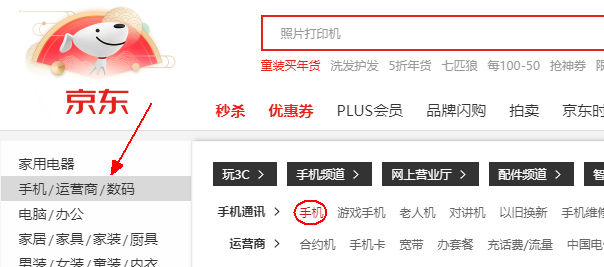 照片打印机
童装买年货 洗发护发 5折年货 七匹狼 每100-50 抢神券
京东
秒杀 优惠券 PLUS会员 品牌闪购 拍卖 京东时
家用电器
手机/运营商/数码
电脑/办公
家居/家具/家装/厨具
男装/女装/童装/内衣
玩3C > 手机频道 > 网上营业厅 > 配件频道 > 智
手机通讯 > 手机 游戏手机 老人机 对讲机 以旧换新 手机维修
运营商 > 合约机 手机卡 宽带 办套餐 充话费/流量 中国电